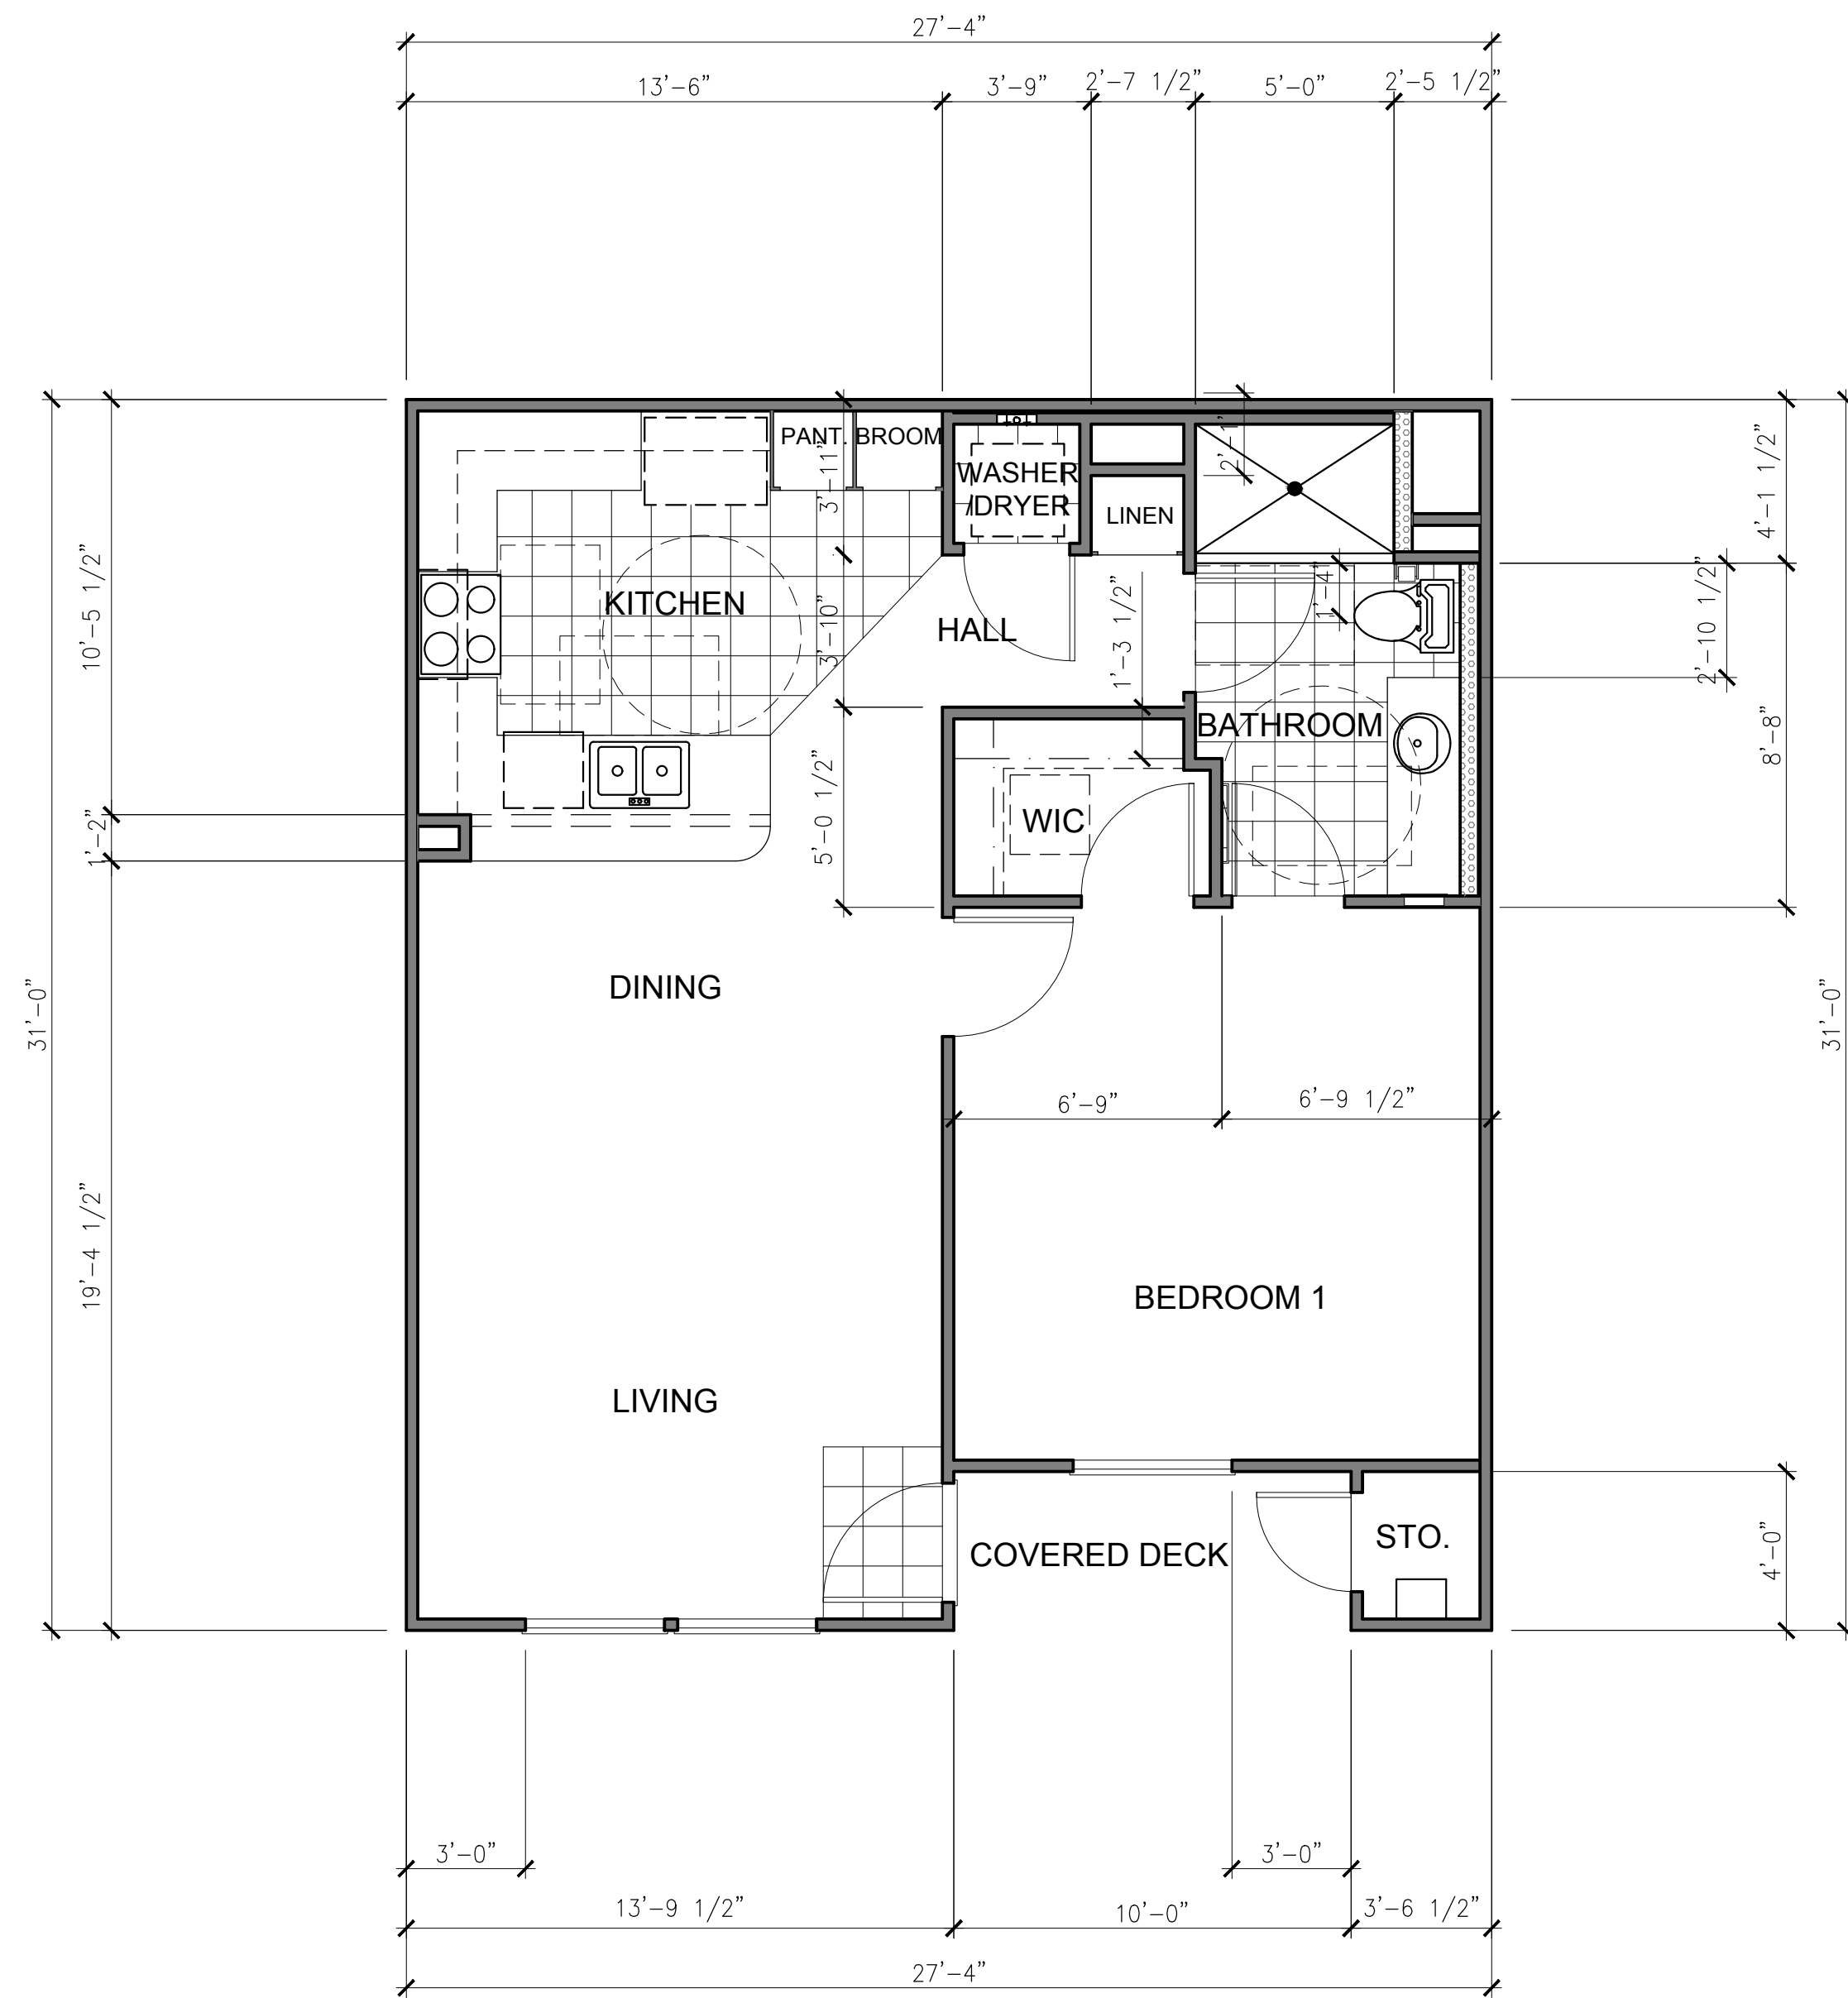 27'-4"
13'-6"
3'-9"
2'-7 1/2"
5'-0"
2'-5 1/2"
PANT.
BROOM
3'-11"
2'-1"
4'-1 1/2"
WASHER
/DRYER
LINEN
10'-5 1/2"
KITCHEN
3'-10"
HALL
1'-3 1/2"
1'-4"
2'-10 1/2"
BATHROOM
8'-8"
1'-2"
5'-0 1/2"
WIC
DINING
31'-0"
31'-0"
6'-9"
6'-9 1/2"
19'-4 1/2"
BEDROOM 1
LIVING
COVERED DECK
STO.
4'-0"
3'-0"
3'-0"
13'-9 1/2"
10'-0"
3'-6 1/2"
27'-4"